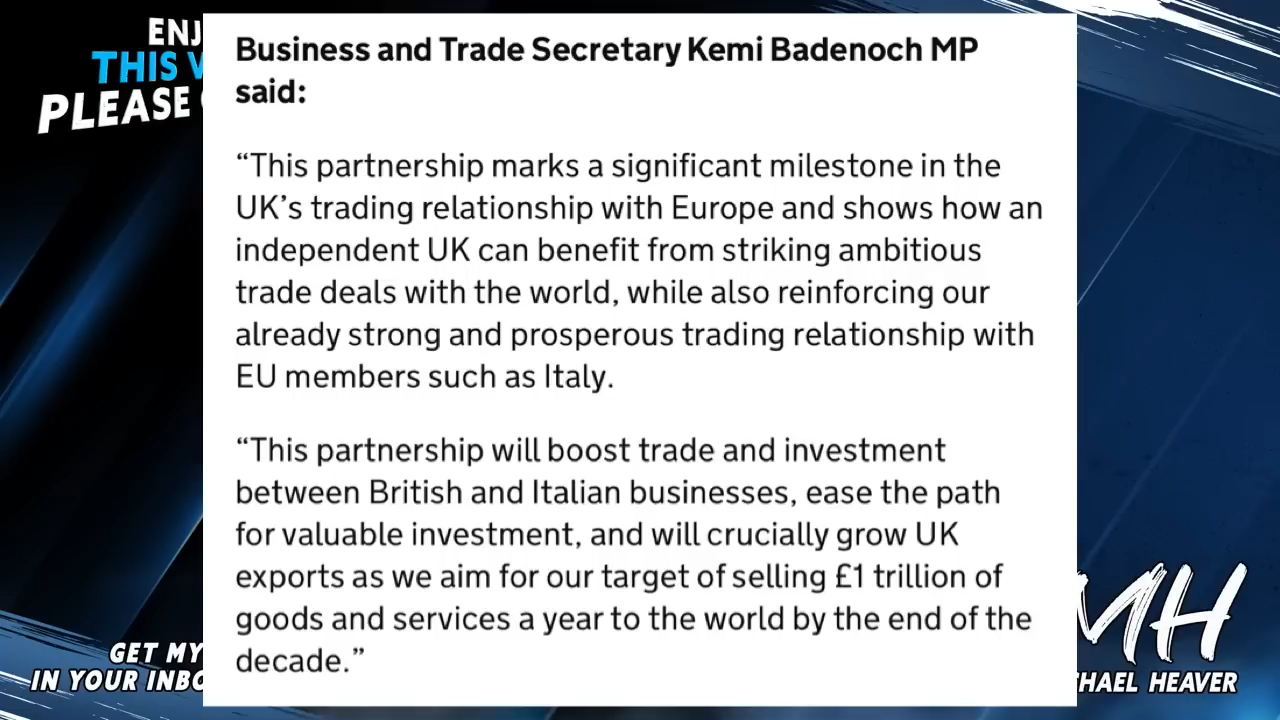 ENJ
THIS
PLEASE
Business and Trade Secretary Kemi Badenoch MP
said:
“This partnership marks a significant milestone in the
UK’s trading relationship with Europe and shows how an
independent UK can benefit from striking ambitious
trade deals with the world, while also reinforcing our
already strong and prosperous trading relationship with
EU members such as Italy.
“This partnership will boost trade and investment
between British and Italian businesses, ease the path
for valuable investment, and will crucially grow UK
exports as we aim for our target of selling £1 trillion of
goods and services a year to the world by the end of the
decade.”
MH
GET MY
IN YOUR INBO
HAEL HEAVER